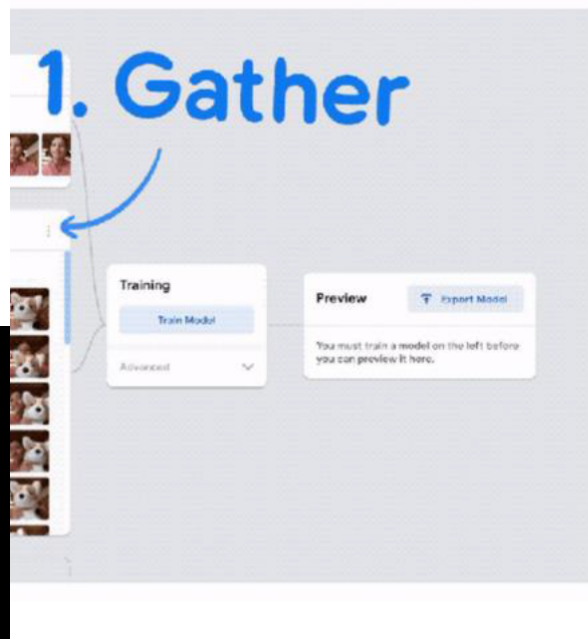 1. Gather
Training
Train Model
Advanced
Preview
Export Model
You must train a model on the left before
you can preview it here.